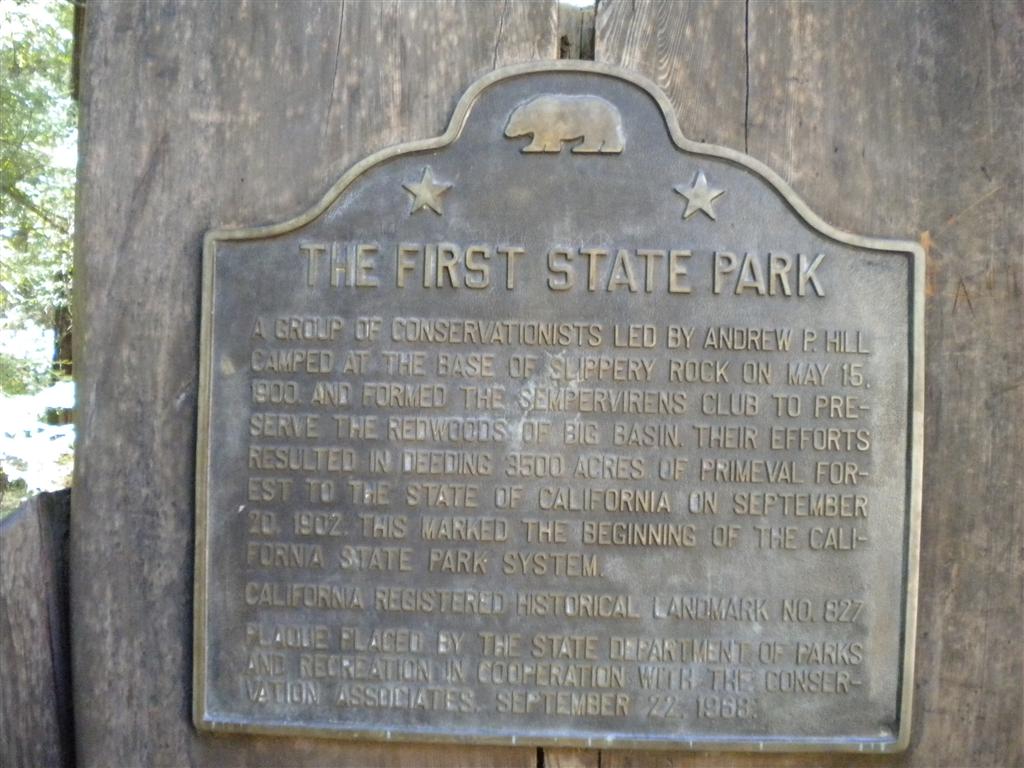 THE FIRST STATE PARK
A GROUP OF CONSERVATIONISTS LED BY ANDREW P. HILL
CAMPED AT THE BASE OF SLIPPERY ROCK ON MAY 15,
1900. AND FORMED THE SEMPERVIRENS CLUB TO PRE-
SERVE THE REDWOODS OF BIG BASIN. THEIR EFFORTS
RESULTED IN DEEDING 3500 ACRES OF PRIMEVAL FOR-
EST TO THE STATE OF CALIFORNIA ON SEPTEMBER
20, 1902. THIS MARKED THE BEGINNING OF THE CALI-
FORNIA STATE PARK SYSTEM.
CALIFORNIA REGISTERED HISTORICAL LANDMARK NO. 827
PLAQUE PLACED BY THE STATE DEPARTMENT OF PARKS
AND RECREATION IN COOPERATION WITH THE CONSER-
VATION ASSOCIATES. SEPTEMBER 22, 1968.